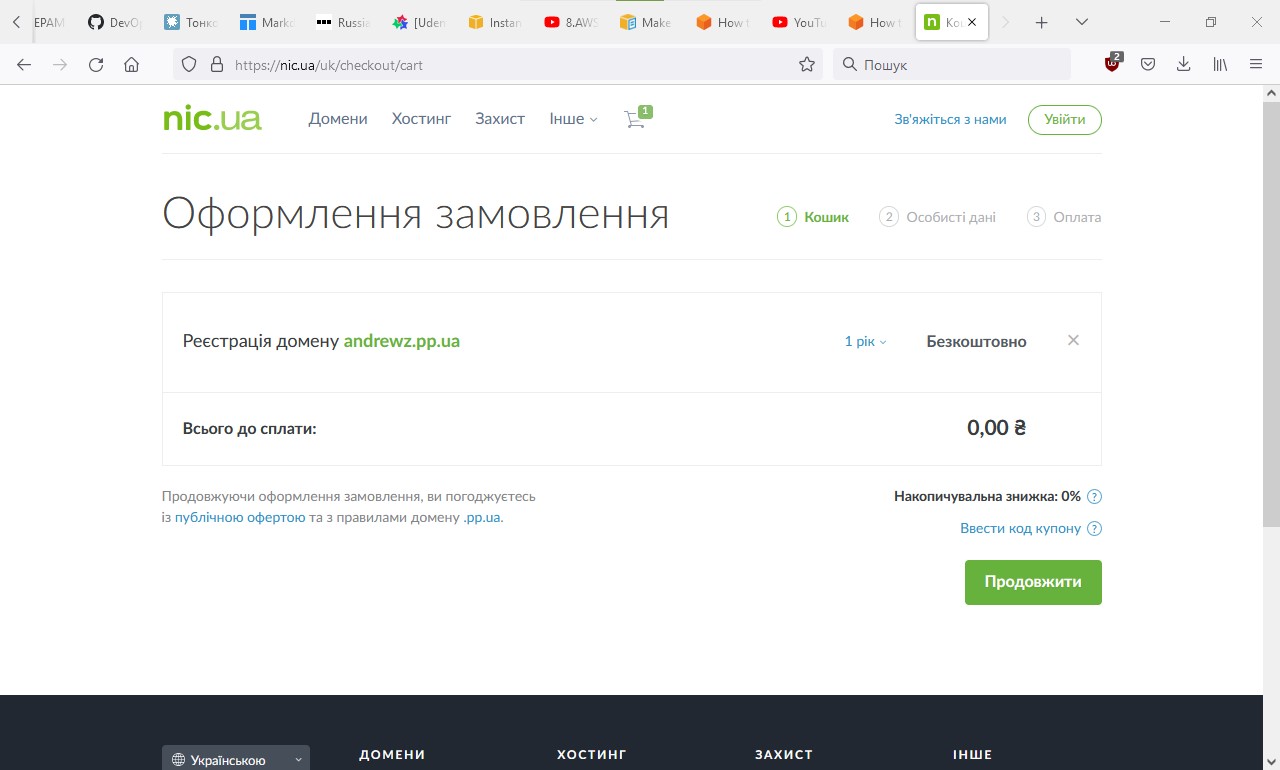 EPAM
DevOp
Тонко
Markd
Russia
[Udem
Instan
8.AWS
Make
How t
YouTu
How t
Ко
https://nic.ua/uk/checkout/cart
Пошук
2
nic.ua
Домени
Хостинг
Захист
Інше
1
Зв'яжіться з нами
Увійти
Оформлення замовлення
1 Кошик
2 Особисті дані
3 Оплата
Реєстрація домену andrewz.pp.ua
1 рік
Безкоштовно
Всього до сплати:
0,00 ₴
Продовжуючи оформлення замовлення, ви погоджуєтесь
із публічною офертою та з правилами домену .pp.ua.
Накопичувальна знижка: 0% ?
Ввести код купону ?
Продовжити
Українською
ДОМЕНИ
ХОСТИНГ
ЗАХИСТ
ІНШЕ